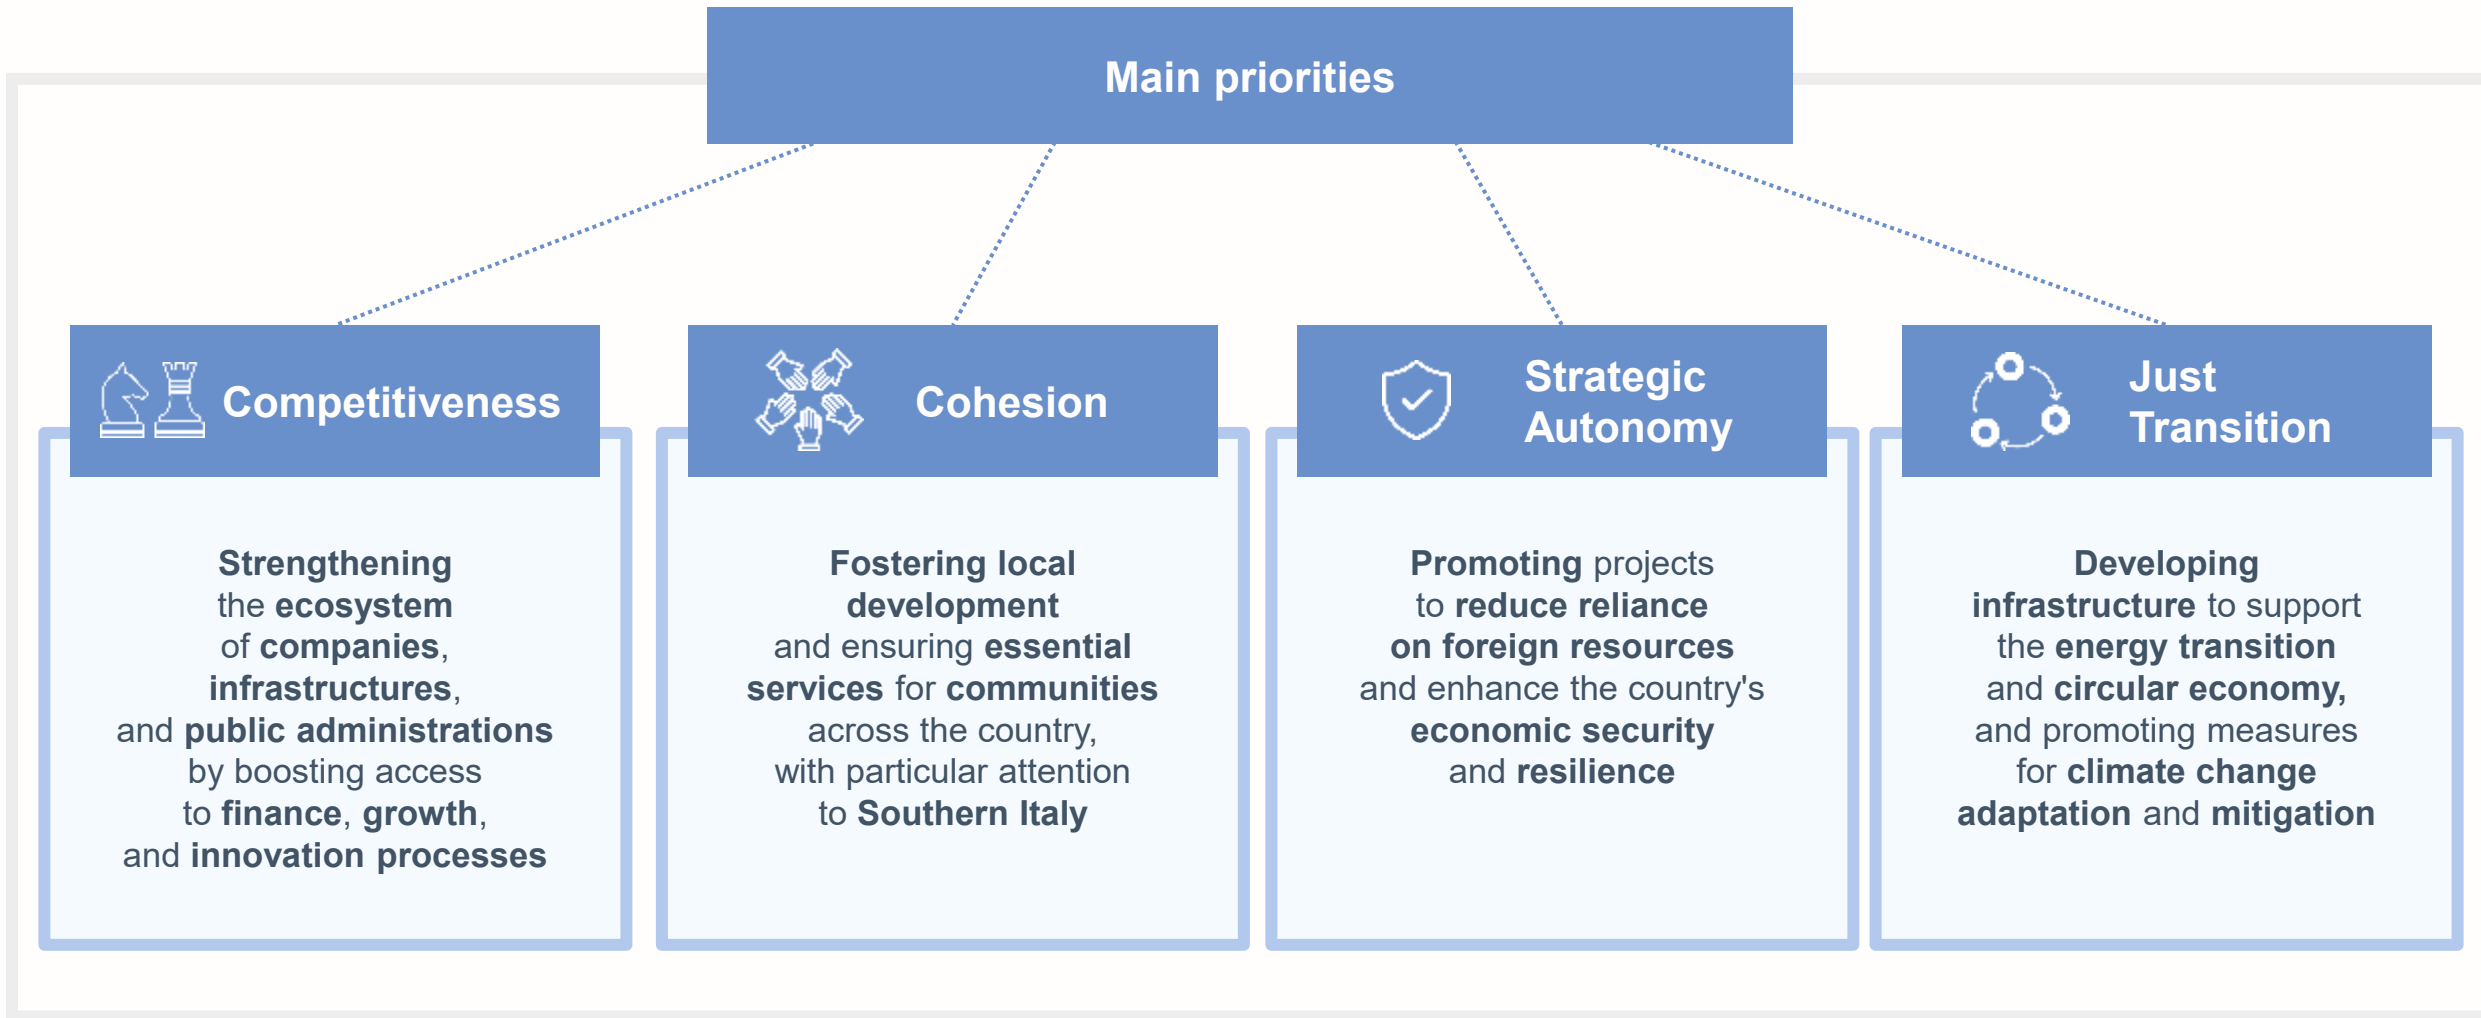 Main priorities
Competitiveness
Strengthening
the ecosystem
of companies,
infrastructures,
and public administrations
by boosting access
to finance, growth,
and innovation processes
Cohesion
Fostering local
development
and ensuring essential
services for communities
across the country,
with particular attention
to Southern Italy
Strategic
Autonomy
Promoting projects
to reduce reliance
on foreign resources
and enhance the country's
economic security
and resilience
Just
Transition
Developing
infrastructure to support
the energy transition
and circular economy,
and promoting measures
for climate change
adaptation and mitigation